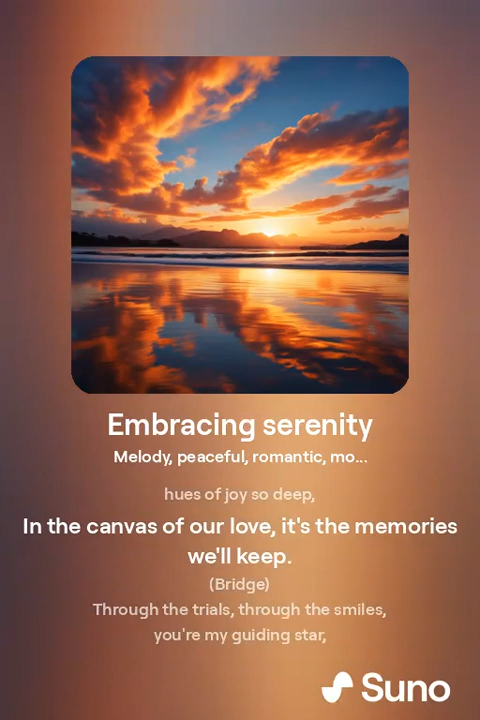 Embracing serenity
Melody, peaceful, romantic, mo...
hues of joy so deep,
In the canvas of our love, it's the memories
we'll keep.
(Bridge)
Through the trials, through the smiles,
you're my guiding star,
Suno